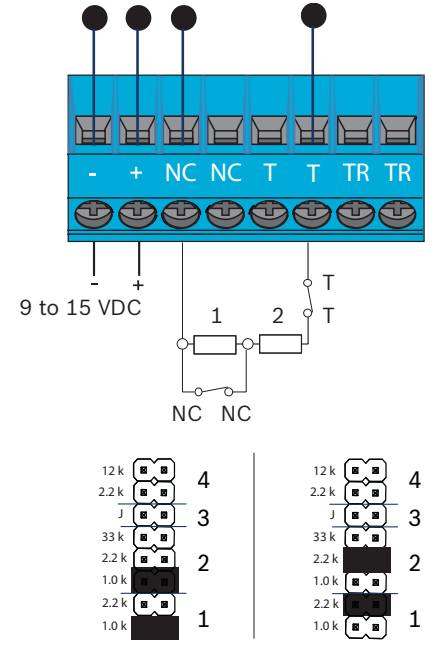 - + NC NC T T TR TR
- +
9 to 15 VDC
T
T
1 2
NC NC
12 k
2.2 k
J
33 k
2.2 k
1.0 k
2.2 k
1.0 k
4
3
2
1
12 k
2.2 k
J
33 k
2.2 k
1.0 k
2.2 k
1.0 k
4
3
2
1